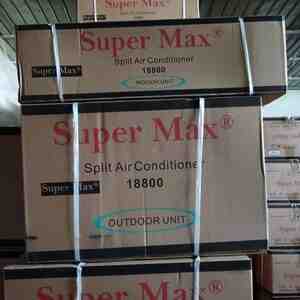 Super Max®
Split Air Conditioner
18800
Super Max®
INDOOR UNIT
Super Max®
Split Air Conditioner
18800
Super Max®
OUTDOOR UNIT
Super Max®